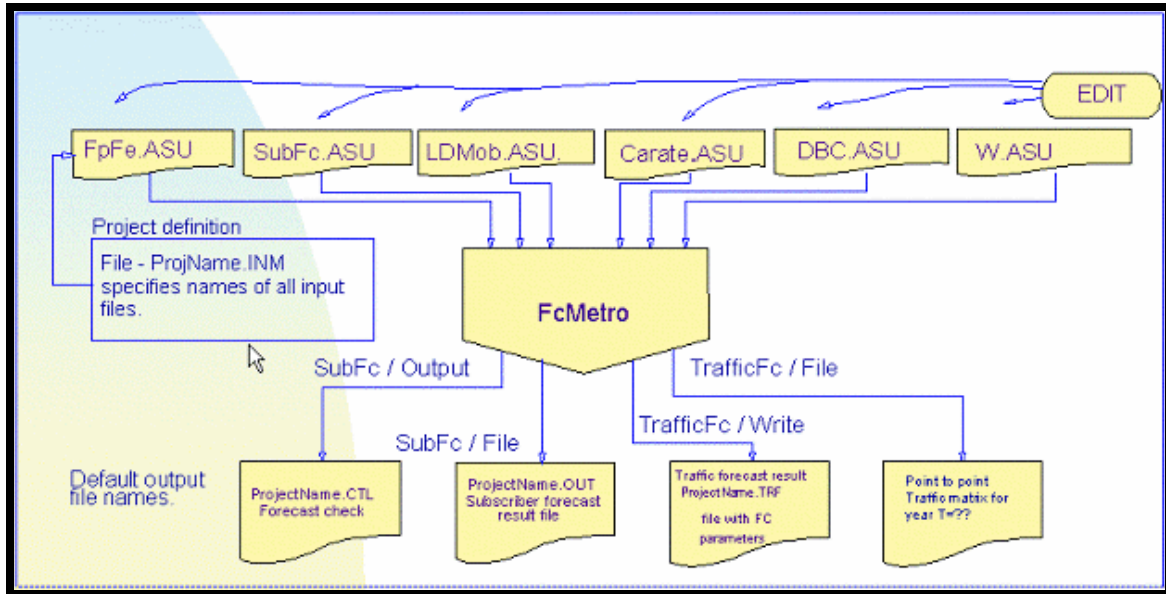 EDIT
FpFe.ASU
SubFc.ASU
LDMob.ASU.
Carate.ASU
DBC.ASU
W.ASU
Project definition
File - ProjName.INM
specifies names of all input
files.
FcMetro
SubFc / Output
TrafficFc / File
SubFc / File
TrafficFc / Write
Default output
file names.
ProjectName.CTL
Forecast check
ProjectName.OUT
Subscriber forecast
result file
Traffic forecast result
ProjectName.TRF
file with FC
parameters
Point to point
Traffic matrix for
year T=??